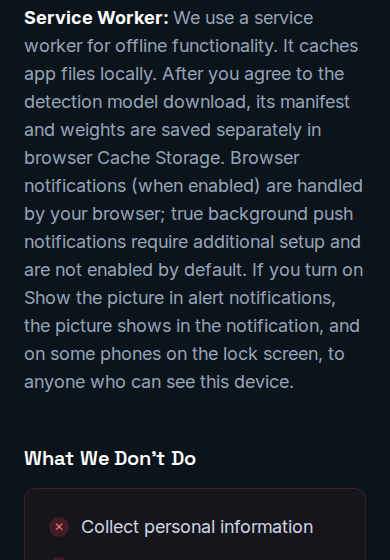 Service Worker: We use a service
worker for offline functionality. It caches
app files locally. After you agree to the
detection model download, its manifest
and weights are saved separately in
browser Cache Storage. Browser
notifications (when enabled) are handled
by your browser; true background push
notifications require additional setup and
are not enabled by default. If you turn on
Show the picture in alert notifications,
the picture shows in the notification, and
on some phones on the lock screen, to
anyone who can see this device.
What We Don’t Do
Collect personal information